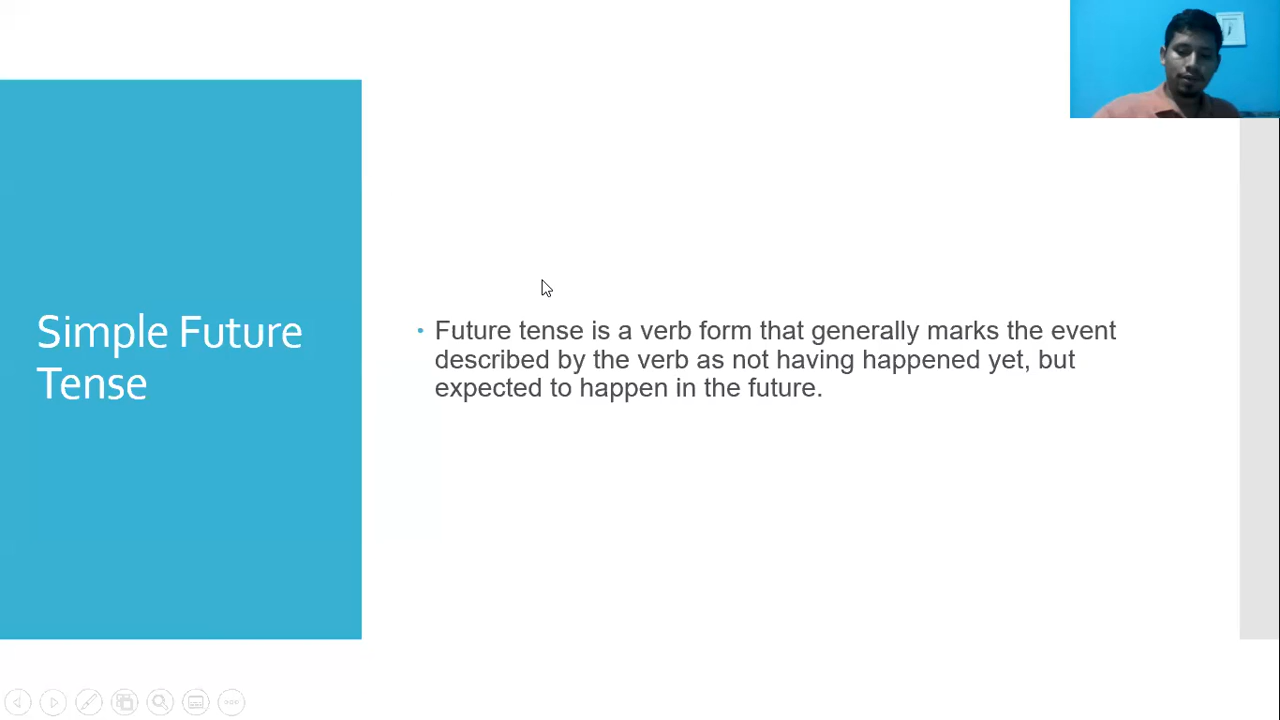 Simple Future
Tense
Future tense is a verb form that generally marks the event
described by the verb as not having happened yet, but
expected to happen in the future.